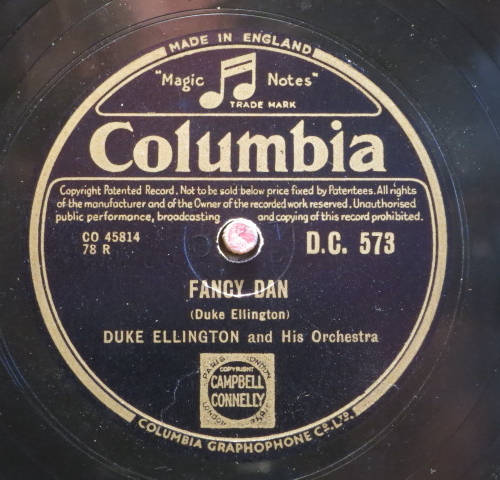 MADE IN ENGLAND
"Magic Notes"
TRADE MARK
Columbia
Copyright Patented Record. Not to be sold below price fixed by Patentees. All rights
of the manufacturer and of the Owner of the recorded work reserved. Unauthorised
public performance, broadcasting and copying of this record prohibited.
CO 45814
78 R
D.C. 573
FANCY DAN
(Duke Ellington)
DUKE ELLINGTON and His Orchestra
PARIS LONDON
COPYRIGHT
CAMPBELL
CONNELLY
COLUMBIA GRAPHOPHONE CO. LTD.